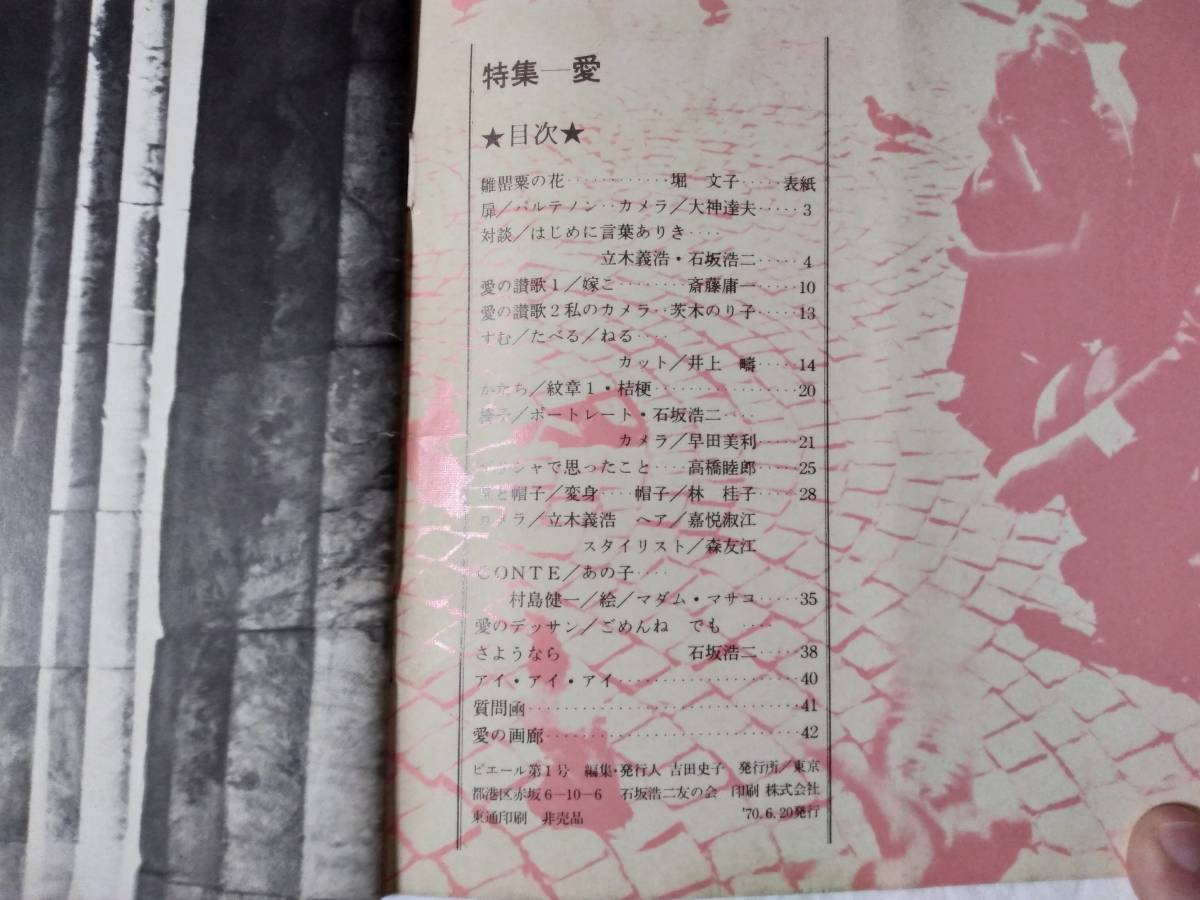 特集―愛
★目次★
雛罌粟の花…………堀　文子……表紙
扉／パルテノン‥カメラ／大神達夫……3
対談／はじめに言葉ありき……
立木義浩・石坂浩二……4
愛の讃歌1／嫁こ…………斎藤庸一……10
愛の讃歌2私のカメラ‥茨木のり子……13
すむ／たべる／ねる……
カット／井上　疇……14
かたち／紋章1・桔梗…………………20
椅子／ポートレート・石坂浩二……
カメラ／早田美利……21
シャで思ったこと……高橋睦郎……25
と帽子／変身……帽子／林　桂子……28
カメラ／立木義浩　ヘア／嘉悦淑江
スタイリスト／森友江
CONTE／あの子……
村島健一／絵／マダム・マサコ……35
愛のデッサン／ごめんね　でも　……
さようなら　石坂浩二……38
アイ・アイ・アイ…………………40
質問凾……………………………41
愛の画廊…………………………42
ピエール第1号　編集・発行人　吉田史子　発行所／東京
都港区赤坂6―10―6　石坂浩二友の会　印刷 株式会社
東通印刷　非売品　'70.6.20発行